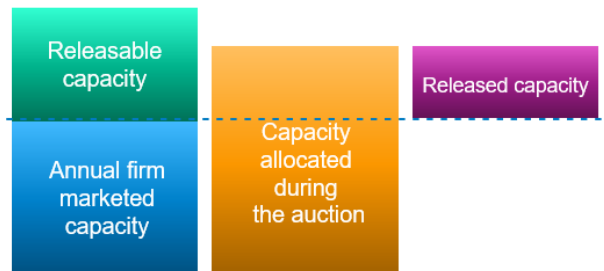 Releasable
capacity
Annual firm
marketed
capacity
Capacity
allocated
during
the auction
Released capacity